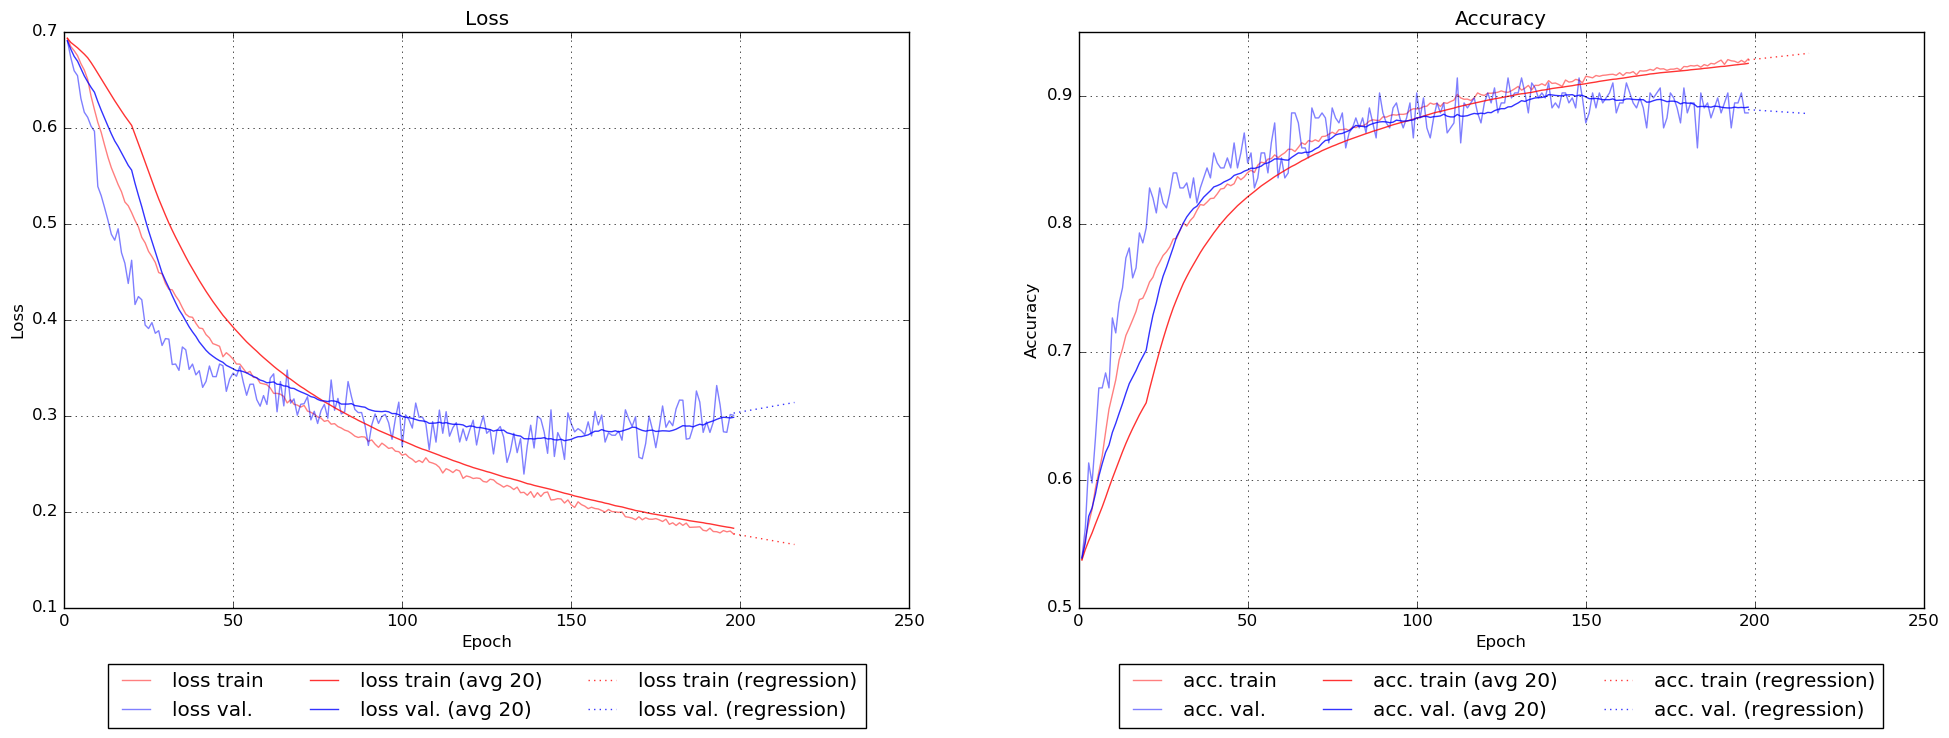 Loss
0.7
0.6
0.5
0.4
0.3
0.2
0.1
Loss
0 50 100 150 200 250
Epoch
loss train loss train (avg 20) loss train (regression)
loss val. loss val. (avg 20) loss val. (regression)
Accuracy
0.9
0.8
0.7
0.6
0.5
Accuracy
0 50 100 150 200 250
Epoch
acc. train acc. train (avg 20) acc. train (regression)
acc. val. acc. val. (avg 20) acc. val. (regression)